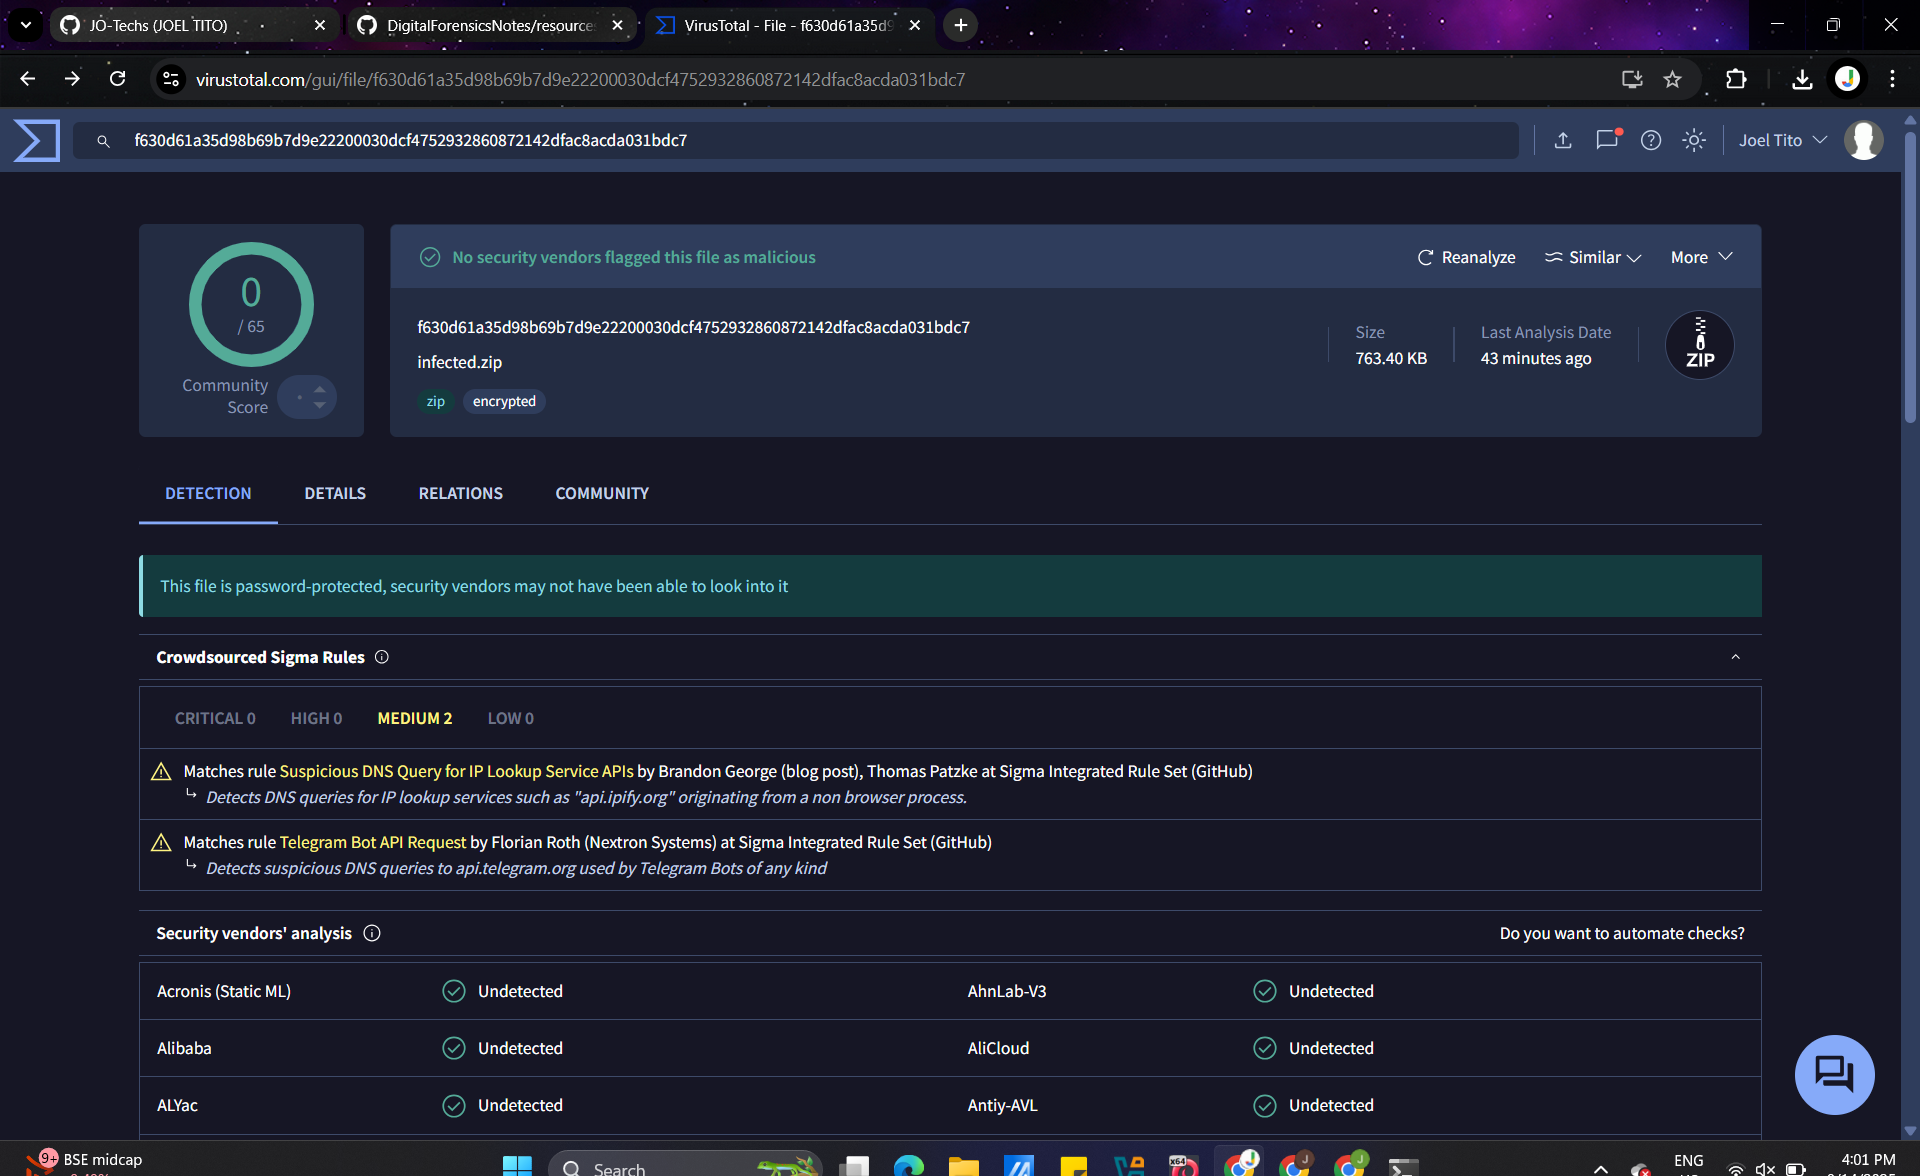 JO-Techs (JOEL TITO)
DigitalForensicsNotes/resource
VirusTotal - File - f630d61a35d9
virustotal.com/gui/file/f630d61a35d98b69b7d9e22200030dcf4752932860872142dfac8acda031bdc7
f630d61a35d98b69b7d9e22200030dcf4752932860872142dfac8acda031bdc7
Joel Tito
0
/ 65
Community
Score
No security vendors flagged this file as malicious
Reanalyze
Similar
More
f630d61a35d98b69b7d9e22200030dcf4752932860872142dfac8acda031bdc7
infected.zip
zip
encrypted
Size
763.40 KB
Last Analysis Date
43 minutes ago
ZIP
DETECTION
DETAILS
RELATIONS
COMMUNITY
This file is password-protected, security vendors may not have been able to look into it
Crowdsourced Sigma Rules
CRITICAL 0
HIGH 0
MEDIUM 2
LOW 0
Matches rule Suspicious DNS Query for IP Lookup Service APIs by Brandon George (blog post), Thomas Patzke at Sigma Integrated Rule Set (GitHub)
Detects DNS queries for IP lookup services such as "api.ipify.org" originating from a non browser process.
Matches rule Telegram Bot API Request by Florian Roth (Nextron Systems) at Sigma Integrated Rule Set (GitHub)
Detects suspicious DNS queries to api.telegram.org used by Telegram Bots of any kind
Security vendors' analysis
Do you want to automate checks?
Acronis (Static ML)
Undetected
AhnLab-V3
Undetected
Alibaba
Undetected
AliCloud
Undetected
ALYac
Undetected
Antiy-AVL
Undetected
9+
BSE midcap
Search
x64
J
J
ENG
4:01 PM